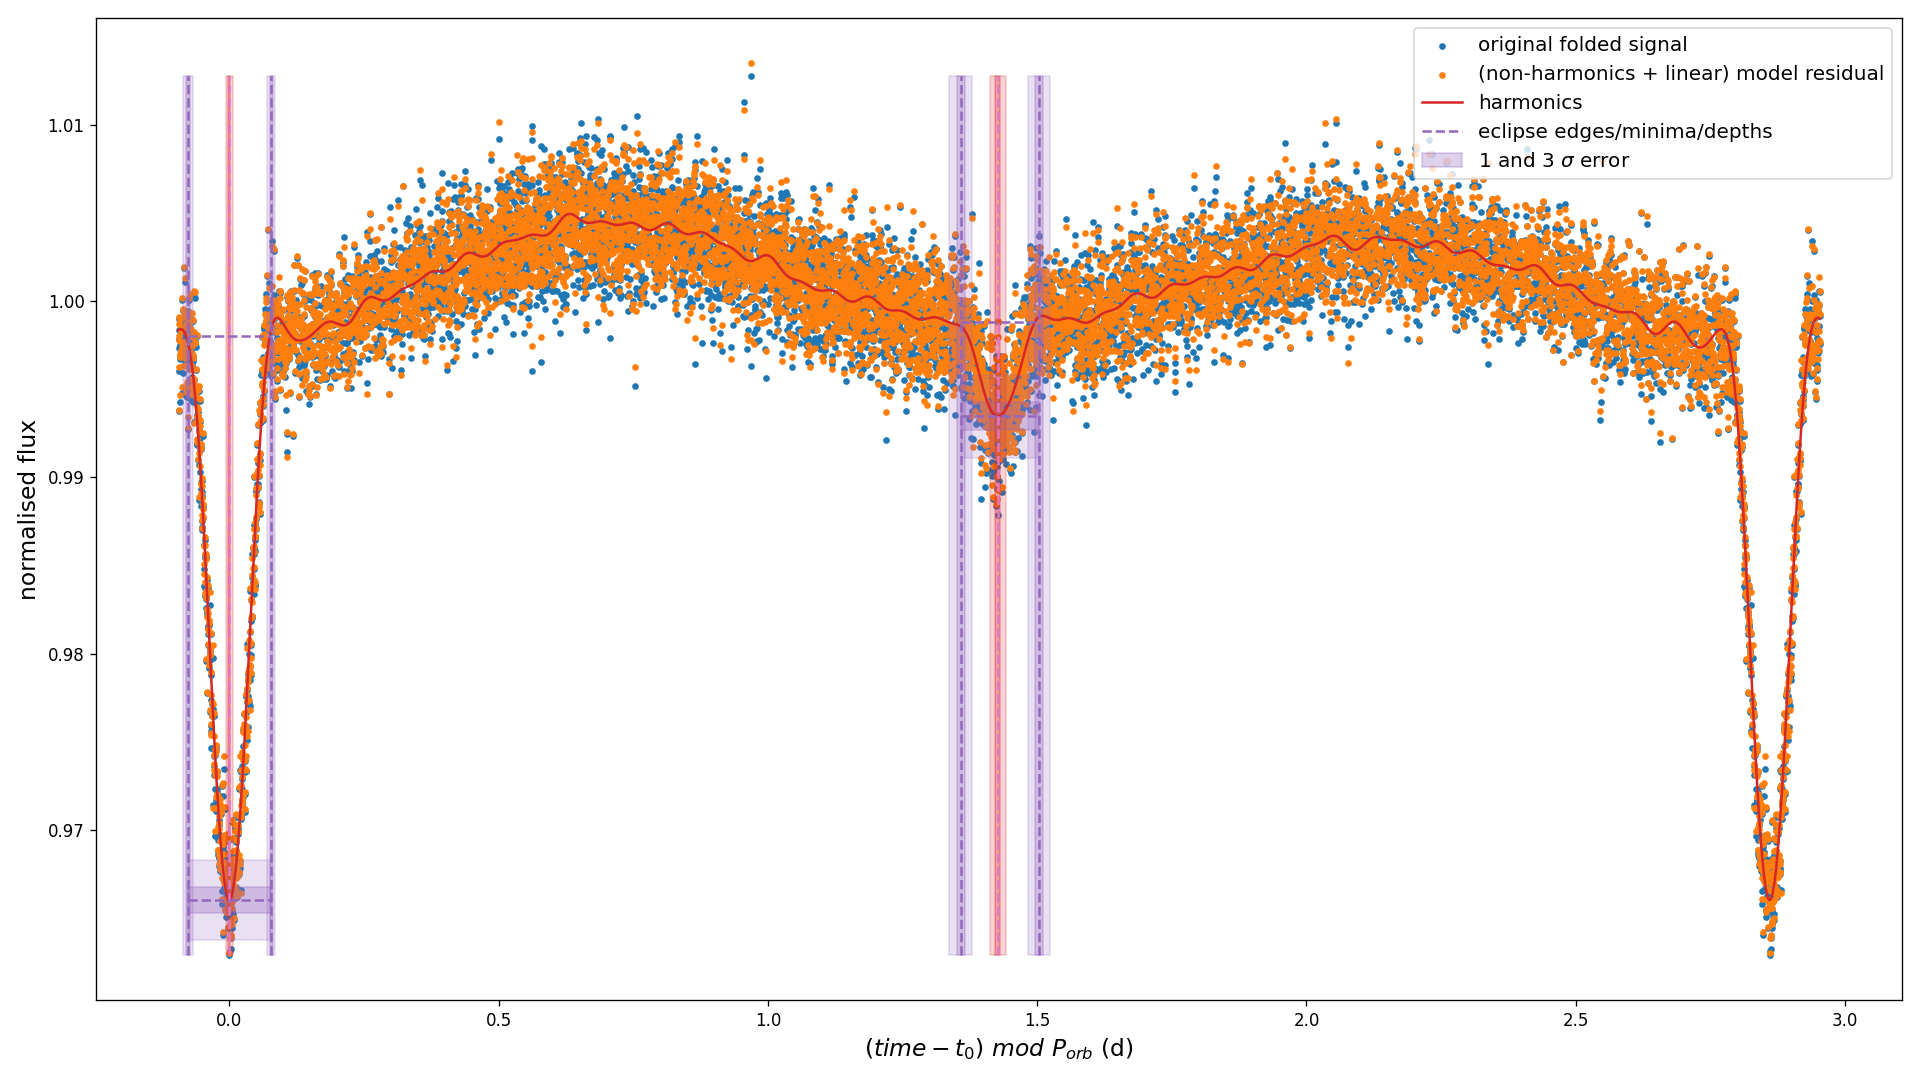 original folded signal
(non-harmonics + linear) model residual
harmonics
eclipse edges/minima/depths
1 and 3 σ error
normalised flux
1.01
1.00
0.99
0.98
0.97
0.0 0.5 1.0 1.5 2.0 2.5 3.0
(time − t₀) mod Pₒᵣb (d)